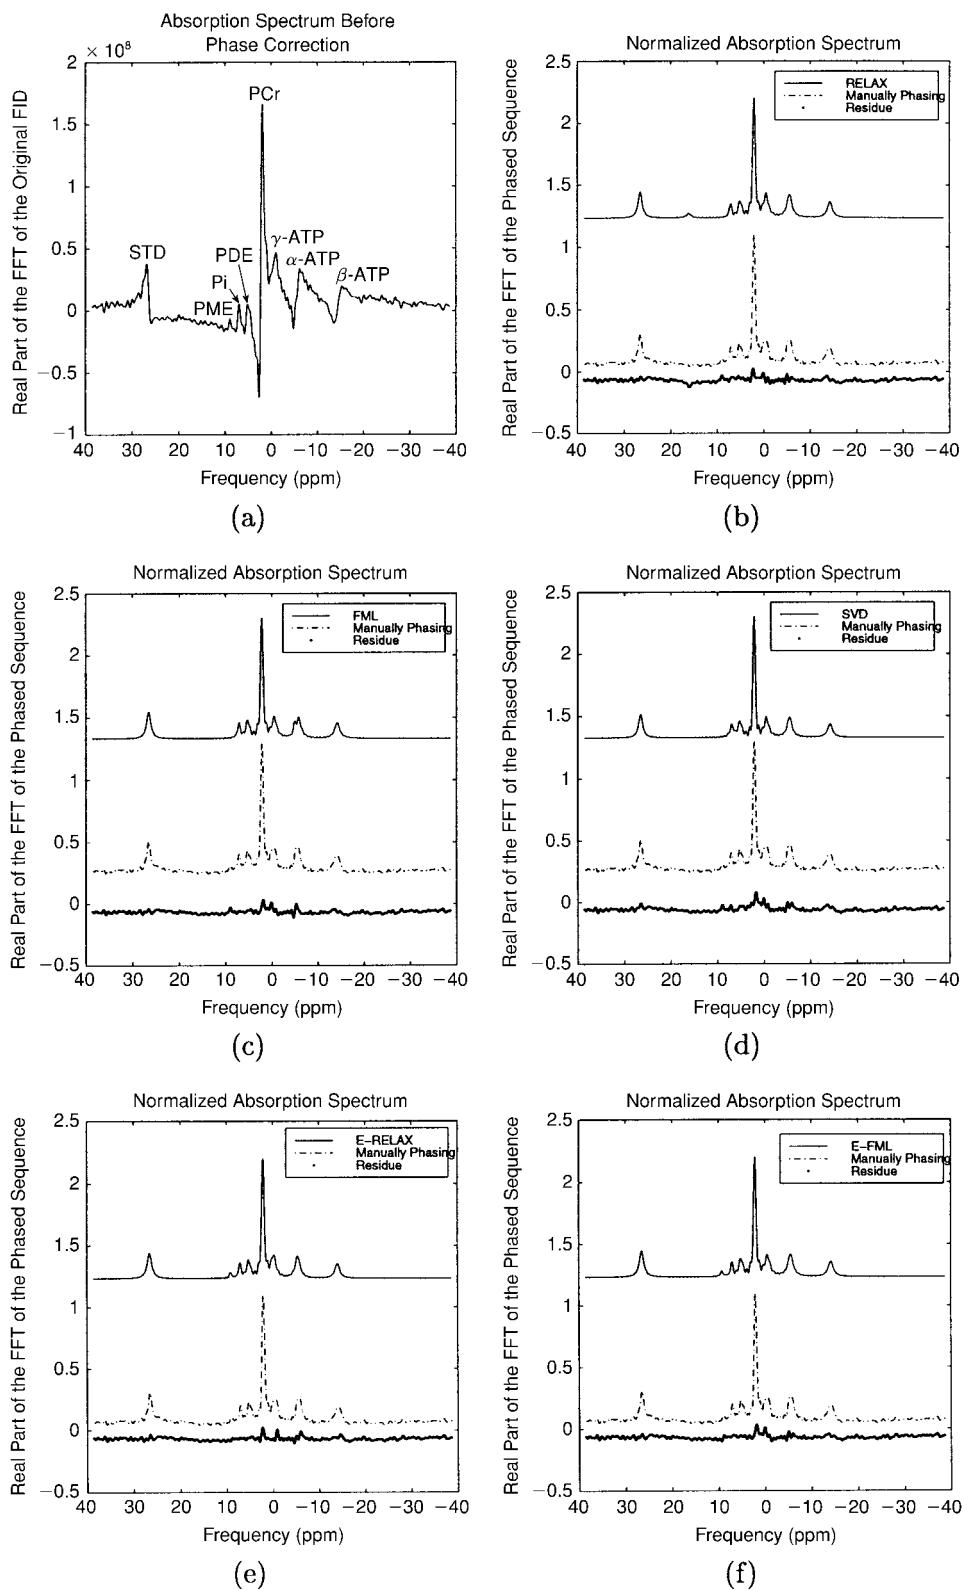 Absorption Spectrum Before
Phase Correction
× 10⁸
2
1.5
1
0.5
0
−0.5
−1
Real Part of the FFT of the Original FID
PCr
STD
γ-ATP
PDE
α-ATP
Pi
β-ATP
PME
40 30 20 10 0 −10 −20 −30 −40
Frequency (ppm)
(a)
Normalized Absorption Spectrum
2.5
2
1.5
1
0.5
0
−0.5
Real Part of the FFT of the Phased Sequence
RELAX
Manually Phasing
Residue
40 30 20 10 0 −10 −20 −30 −40
Frequency (ppm)
(b)
Normalized Absorption Spectrum
2.5
2
1.5
1
0.5
0
−0.5
Real Part of the FFT of the Phased Sequence
FML
Manually Phasing
Residue
40 30 20 10 0 −10 −20 −30 −40
Frequency (ppm)
(c)
Normalized Absorption Spectrum
2.5
2
1.5
1
0.5
0
−0.5
Real Part of the FFT of the Phased Sequence
SVD
Manually Phasing
Residue
40 30 20 10 0 −10 −20 −30 −40
Frequency (ppm)
(d)
Normalized Absorption Spectrum
2.5
2
1.5
1
0.5
0
−0.5
Real Part of the FFT of the Phased Sequence
E−RELAX
Manually Phasing
Residue
40 30 20 10 0 −10 −20 −30 −40
Frequency (ppm)
(e)
Normalized Absorption Spectrum
2.5
2
1.5
1
0.5
0
−0.5
Real Part of the FFT of the Phased Sequence
E−FML
Manually Phasing
Residue
40 30 20 10 0 −10 −20 −30 −40
Frequency (ppm)
(f)